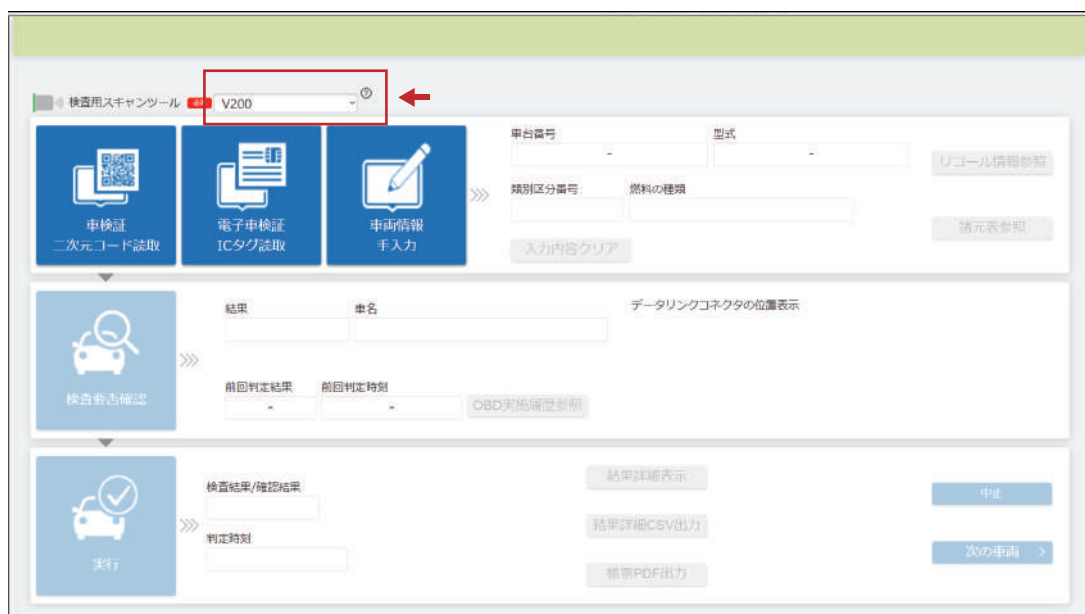 検査用スキャンツール 必須 V200
車検証
二次元コード読取
電子車検証
ICタグ読取
車両情報
手入力
車台番号 型式
- -
リコール情報参照
類別区分番号 燃料の種類
諸元表参照
入力内容クリア
検査要否確認
結果 車名 データリンクコネクタの位置表示
前回判定結果 前回判定時刻
- - OBD実施履歴参照
実行
検査結果/確認結果
判定時刻
結果詳細表示
結果詳細CSV出力
帳票PDF出力
中止
次の車両 >